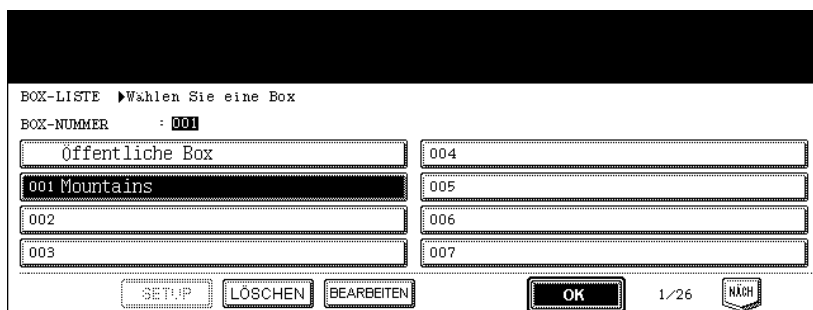 BOX-LISTE ▶Wählen Sie eine Box
BOX-NUMMER : 001
Öffentliche Box
001 Mountains
002
003
004
005
006
007
SETUP LÖSCHEN BEARBEITEN OK 1/26 NÄCH